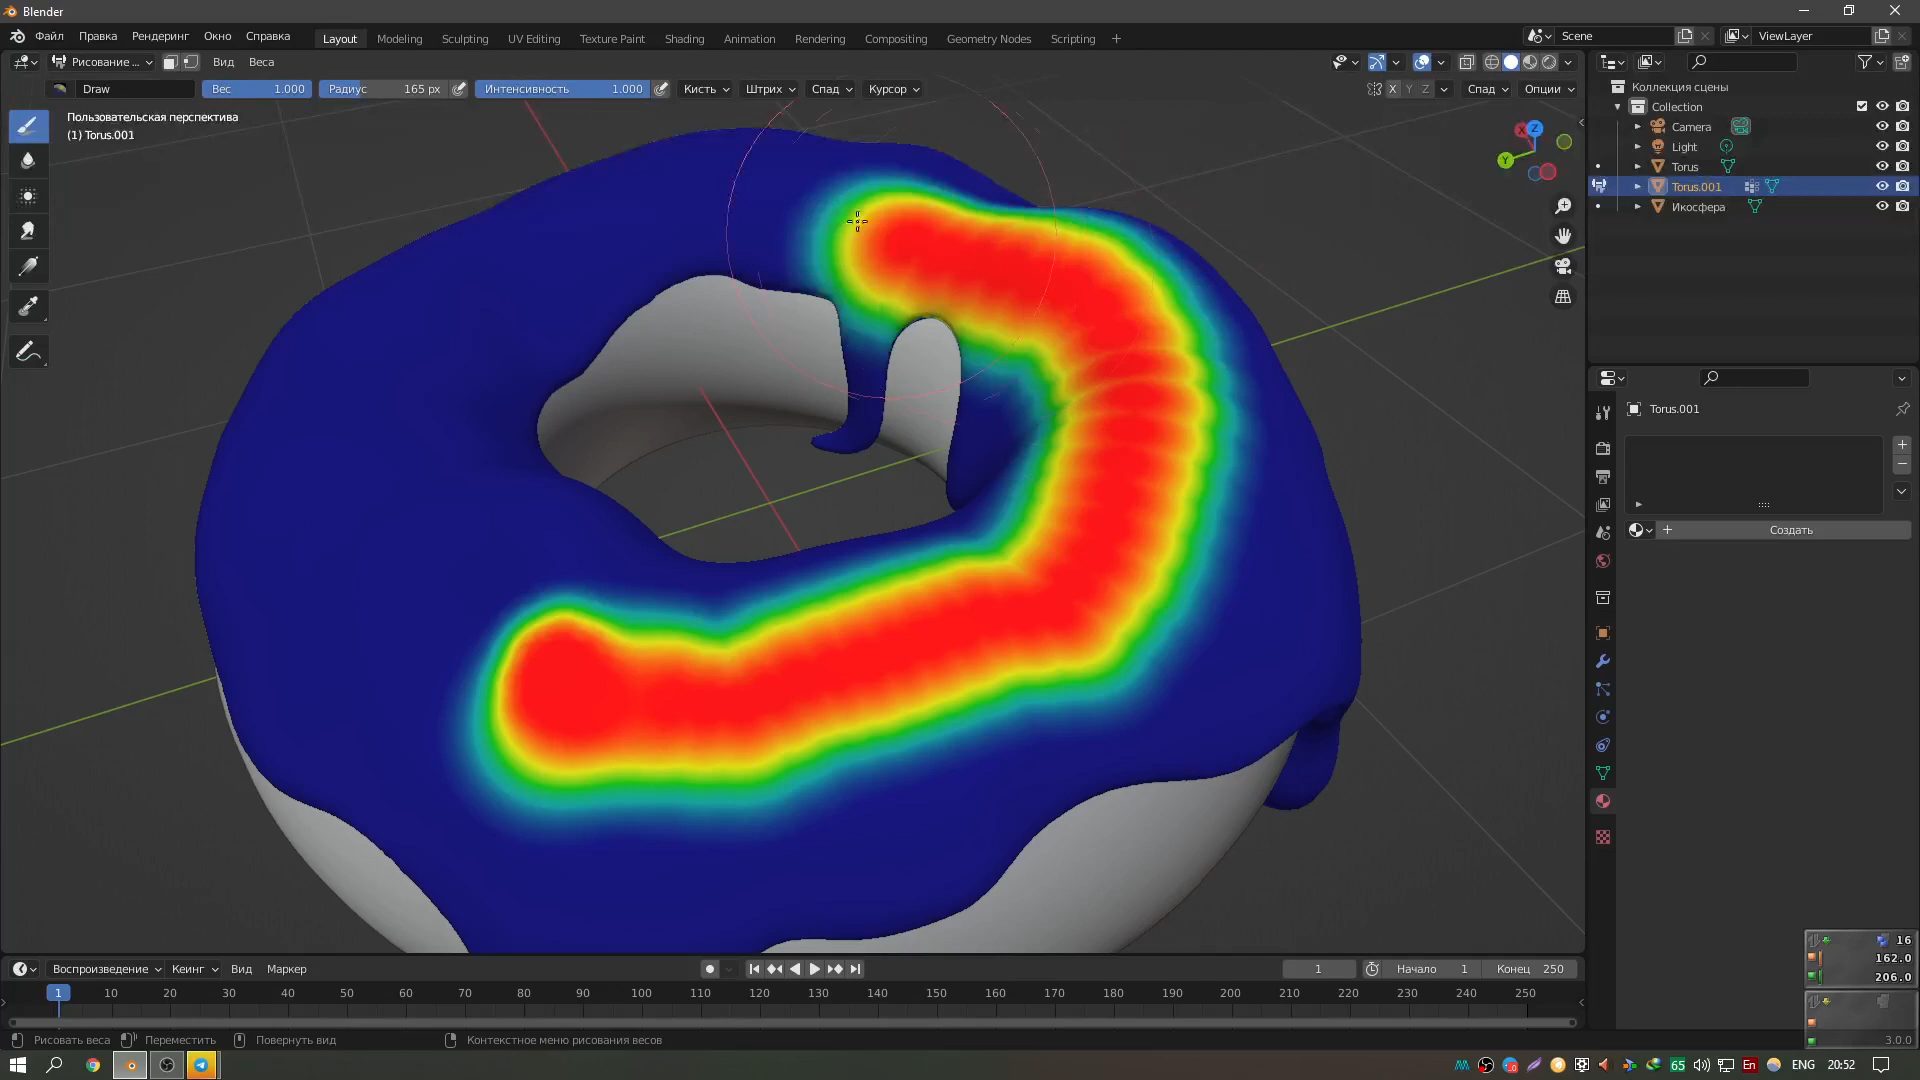 Blender
Файл Правка Рендеринг Окно Справка Layout Modeling Sculpting UV Editing Texture Paint Shading Animation Rendering Compositing Geometry Nodes Scripting + Scene ViewLayer
Рисование ... Вид Веса
Draw Вес 1.000 Радиус 165 px Интенсивность 1.000 Кисть Штрих Спад Курсор X Y Z Спад Опции
Пользовательская перспектива
(1) Torus.001
X Z
Y
Коллекция сцены
Collection
Camera
Light
Torus
Torus.001
Икосфера
Torus.001
+ Создать
Воспроизведение Кеинг Вид Маркер 1 Начало 1 Конец 250
1 10 20 30 40 50 60 70 80 90 100 110 120 130 140 150 160 170 180 190 200 210 220 230 240 250
Рисовать веса Переместить Повернуть вид Контекстное меню рисования весов
16
162.0
206.0
3.0.0
65 En ENG 20:52